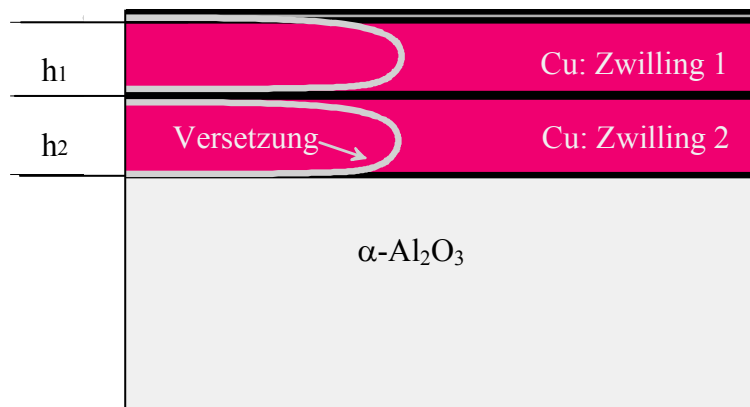 h₁ Cu: Zwilling 1
h₂ Versetzung Cu: Zwilling 2
α-Al₂O₃